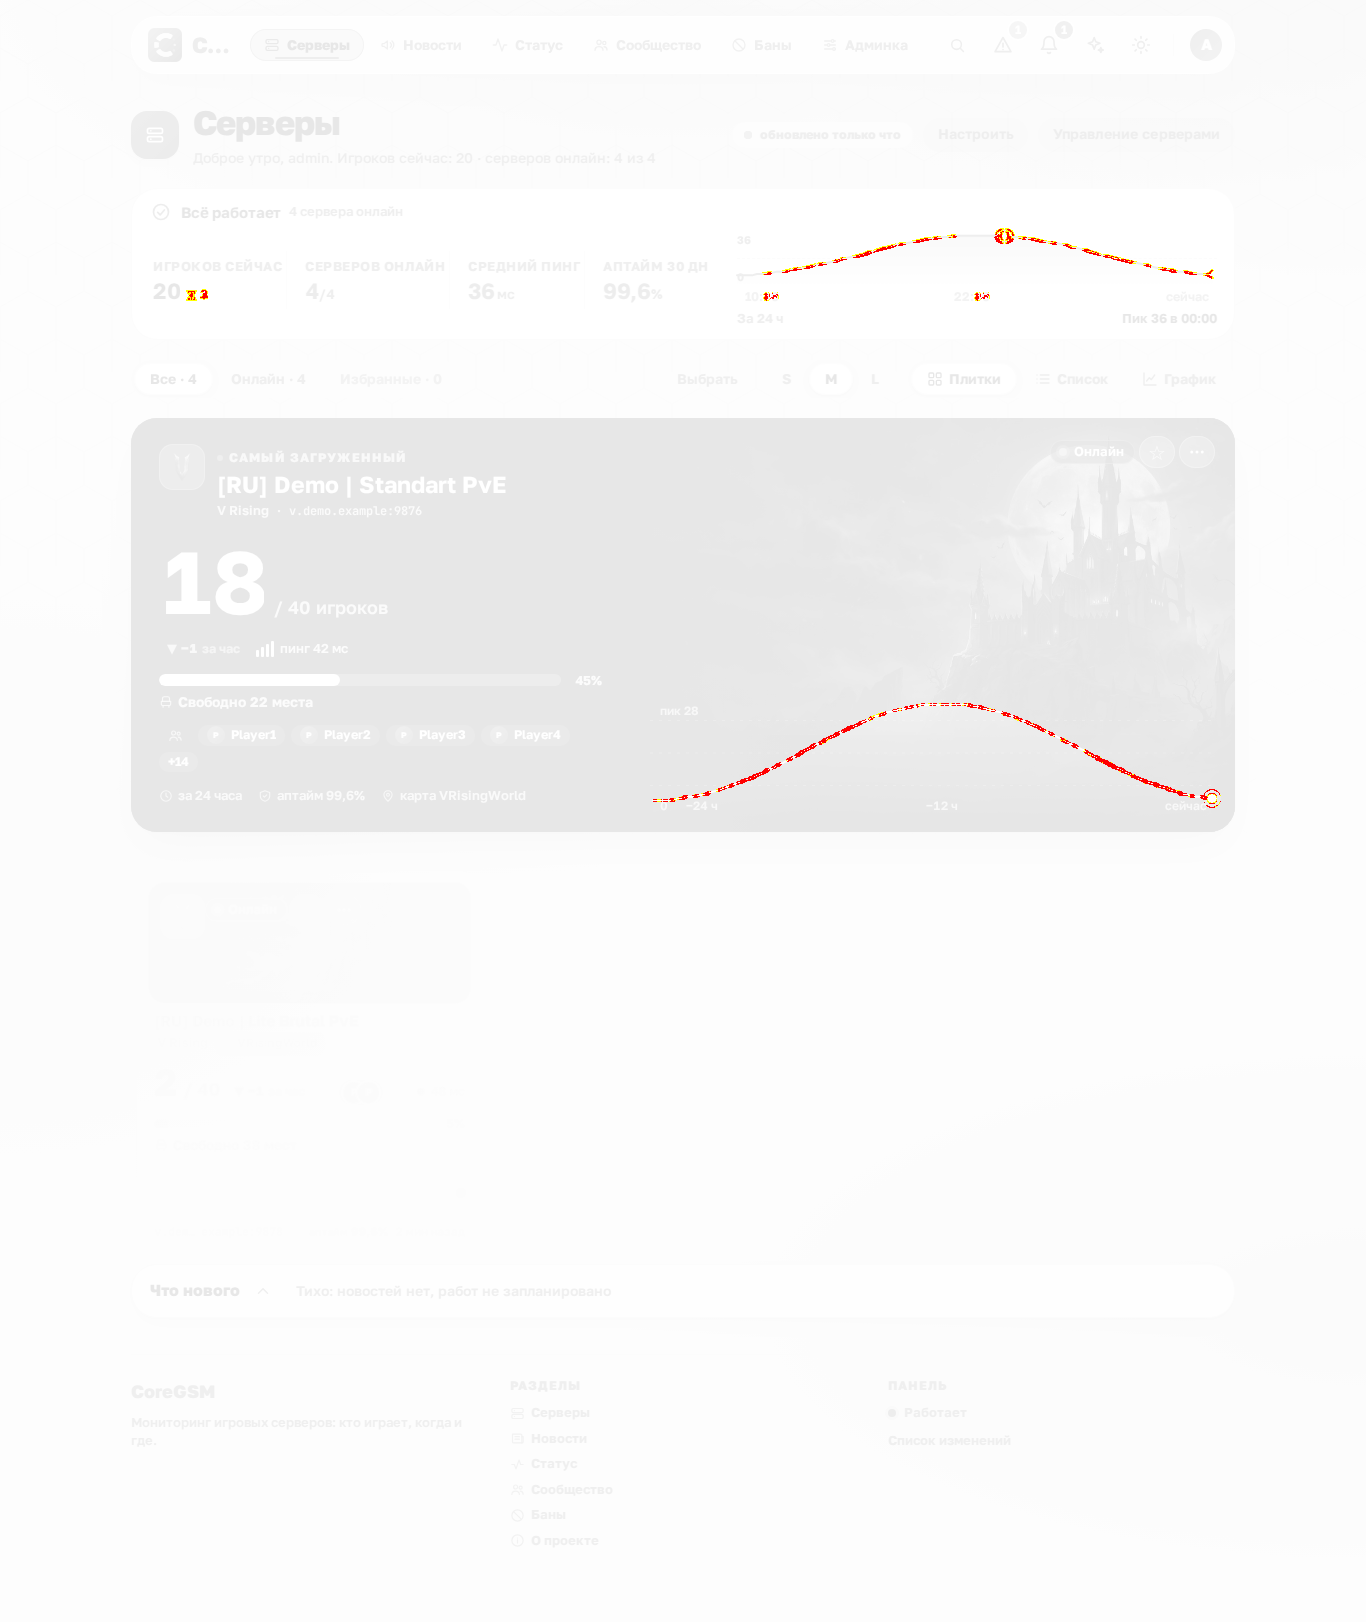 С...
Серверы
Новости
Статус
Сообщество
Баны
Админка
1
1
A
Серверы
Доброе утро, admin. Игроков сейчас: 20 · серверов онлайн: 4 из 4
обновлено только что
Настроить
Управление серверами
Всё работает 4 сервера онлайн
ИГРОКОВ СЕЙЧАС
20
СЕРВЕРОВ ОНЛАЙН
4/4
СРЕДНИЙ ПИНГ
36 мс
АПТАЙМ 30 ДН
99,6%
36
0
сейчас
За 24 ч
Пик 36 в 00:00
Все · 4
Онлайн · 4
Избранные · 0
Выбрать
S
M
L
Плитки
Список
График
САМЫЙ ЗАГРУЖЕННЫЙ
[RU] Demo | Standart PvE
V Rising · v.demo.example:9876
Онлайн
18 / 40 игроков
▼ −1 за час
пинг 42 мс
45%
Свободно 22 места
P Player1
P Player2
P Player3
P Player4
+14
за 24 часа
аптайм 99,6%
карта VRisingWorld
пик 28
0
−24 ч
−12 ч
сейчас
2
Что нового
Тихо: новостей нет, работ не запланировано
CoreGSM
Мониторинг игровых серверов: кто играет, когда и
где.
РАЗДЕЛЫ
Серверы
Новости
Статус
Сообщество
Баны
О проекте
ПАНЕЛЬ
Работает
Список изменений